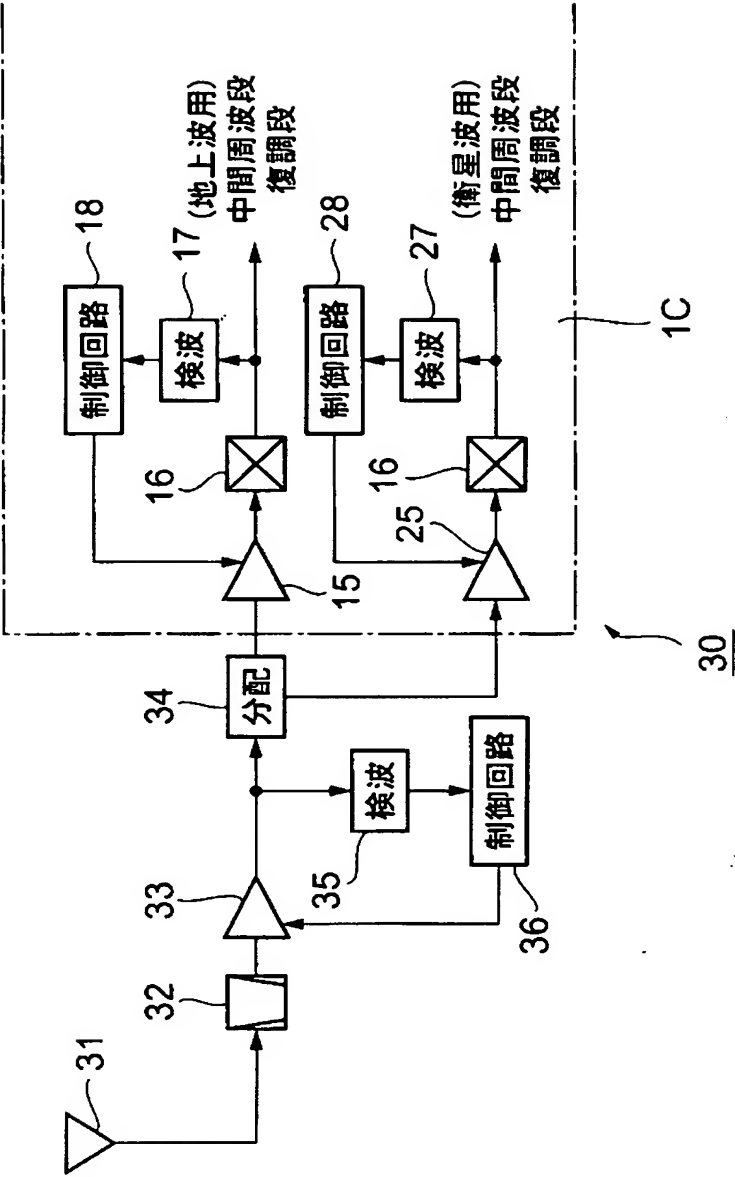 18
(地上波用)
中間周波段
復調段
制御回路
17
検波
16
15
28
(衛星波用)
中間周波段
復調段
制御回路
27
検波
16
25
1C
34
分配
33
32
31
検波
35
制御回路
36
30